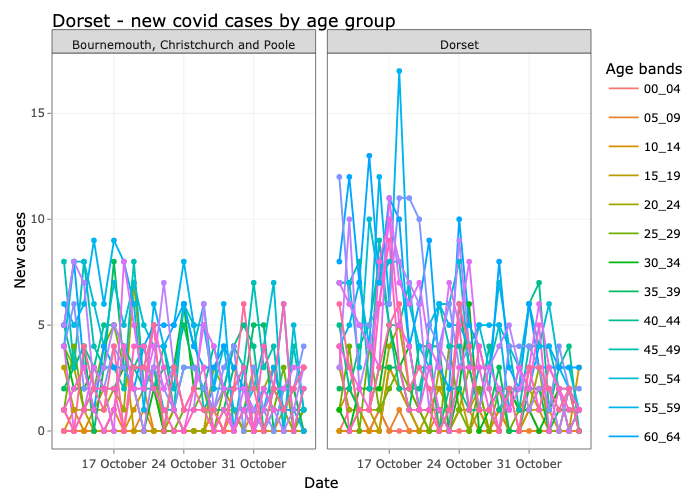 Dorset - new covid cases by age group
Bournemouth, Christchurch and Poole
Dorset
New cases
15
10
5
0
17 October
24 October
31 October
17 October
24 October
31 October
Date
Age bands
00_04
05_09
10_14
15_19
20_24
25_29
30_34
35_39
40_44
45_49
50_54
55_59
60_64